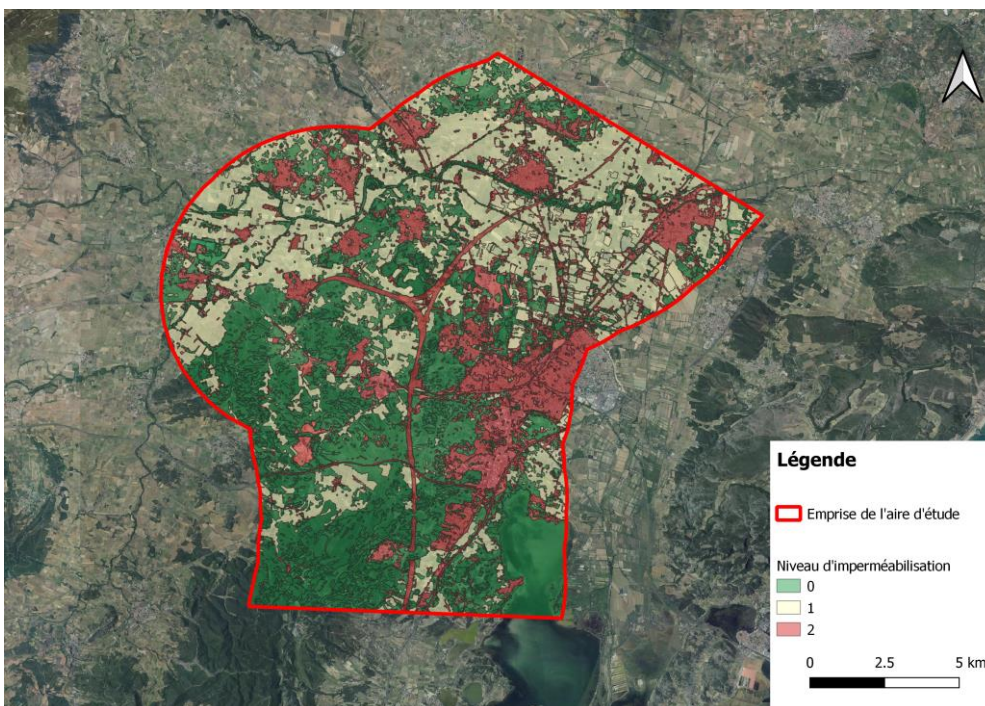 Légende
Emprise de l'aire d'étude
Niveau d'imperméabilisation
0
1
2
0 2.5 5 km